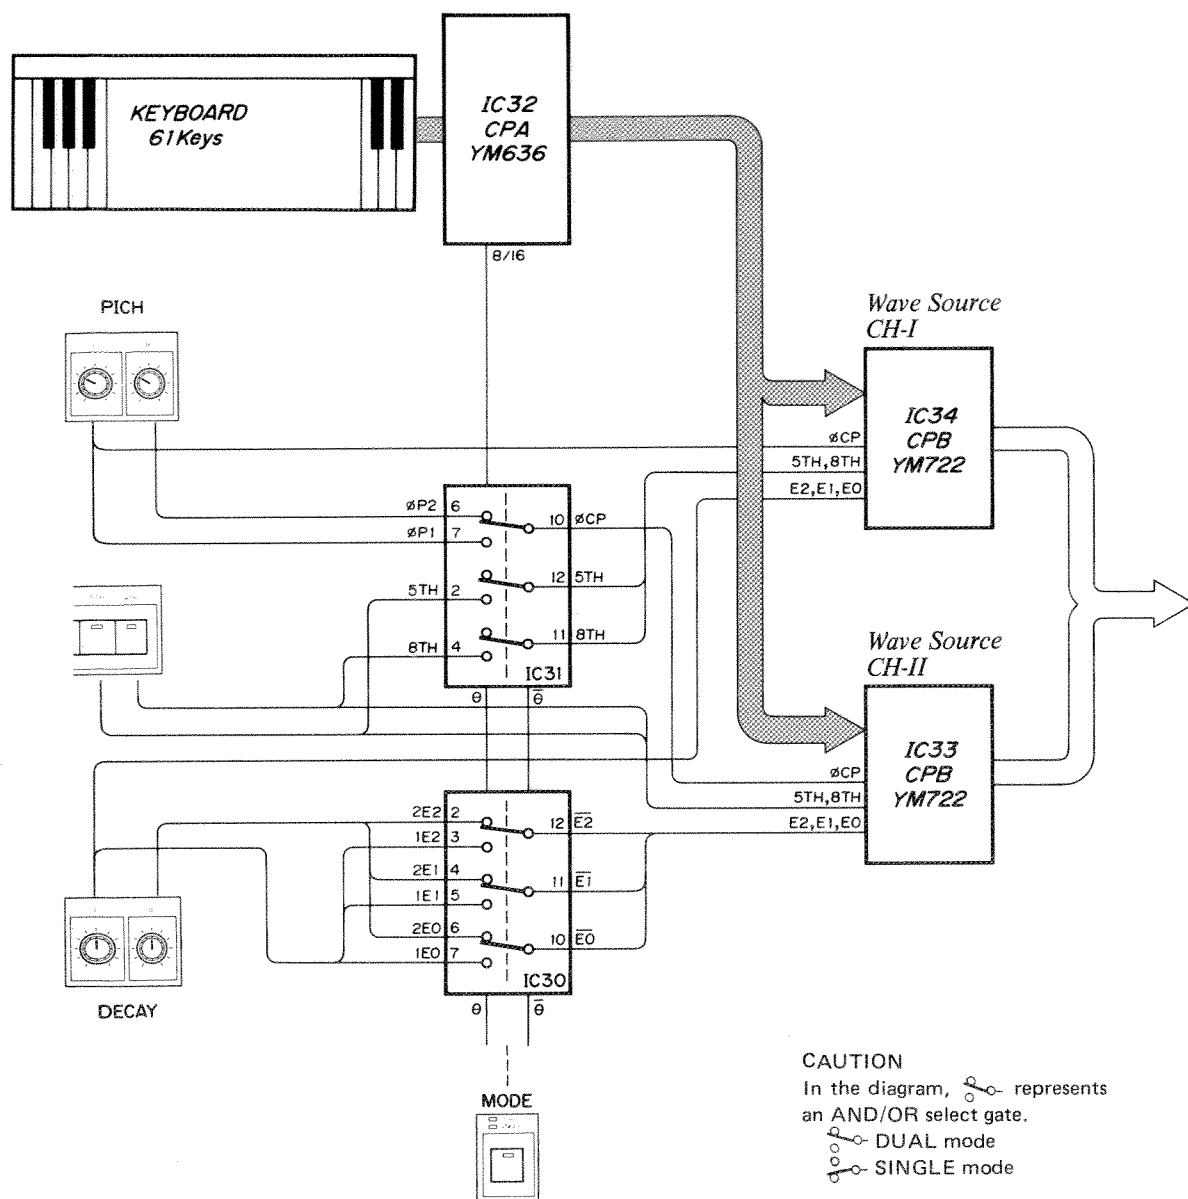 KEYBOARD
61Keys
IC32
CPA
YM636
8/16
PICH
Wave Source
CH-I
IC34
CPB
YM722
øCP
5TH,8TH
E2,E1,E0
øP2 6
øP1 7
5TH 2
8TH 4
10 øCP
12 5TH
11 8TH
IC31
θ θ̅
Wave Source
CH-II
IC33
CPB
YM722
øCP
5TH,8TH
E2,E1,E0
2E2 2
1E2 3
2E1 4
1E1 5
2E0 6
1E0 7
12 E̅2̅
11 E̅1̅
10 E̅0̅
IC30
θ θ̅
DECAY
MODE
CAUTION
In the diagram, represents
an AND/OR select gate.
DUAL mode
SINGLE mode